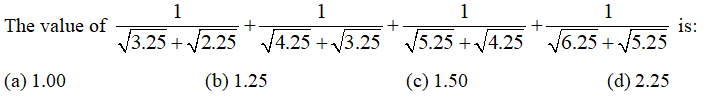 The value of 1/(√3.25 + √2.25) + 1/(√4.25 + √3.25) + 1/(√5.25 + √4.25) + 1/(√6.25 + √5.25) is:
(a) 1.00 (b) 1.25 (c) 1.50 (d) 2.25